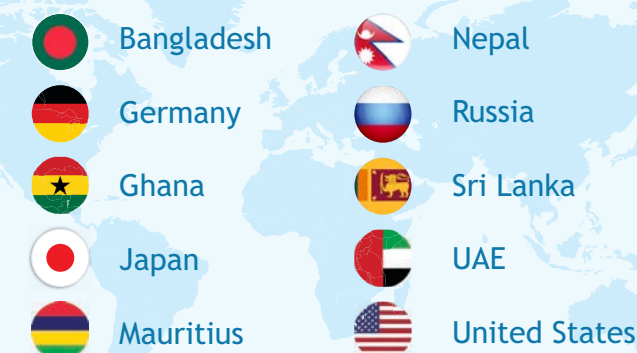 Bangladesh
Germany
Ghana
Japan
Mauritius
Nepal
Russia
Sri Lanka
UAE
United States